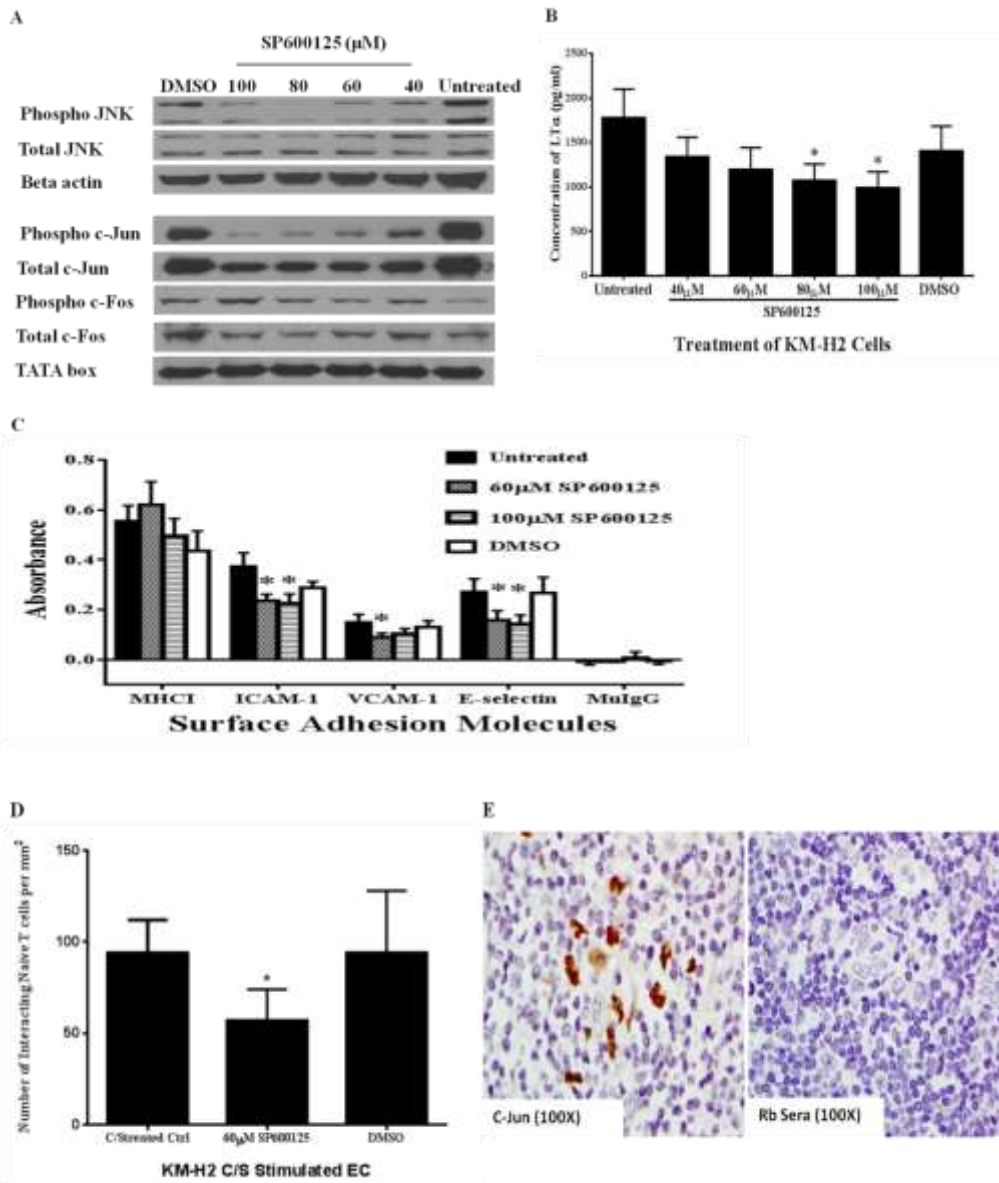 A
SP600125 (µM)
DMSO 100 80 60 40 Untreated
Phospho JNK
Total JNK
Beta actin
Phospho c-Jun
Total c-Jun
Phospho c-Fos
Total c-Fos
TATA box
B
Concentration of LTα (pg/ml)
2500
2000
1500
1000
500
0
Untreated 40µM 60µM 80µM 100µM DMSO
SP600125
Treatment of KM-H2 Cells
* *
C
Absorbance
0.8
0.6
0.4
0.2
0.0
Untreated
60µM SP600125
100µM SP600125
DMSO
* *
*
* *
MHCI ICAM-1 VCAM-1 E-selectin MuIgG
Surface Adhesion Molecules
D
Number of Interacting Naive T cells per mm²
150
100
50
0
*
C/Streated Ctrl 60µM SP600125 DMSO
KM-H2 C/S Stimulated EC
E
C-Jun (100X)
Rb Sera (100X)